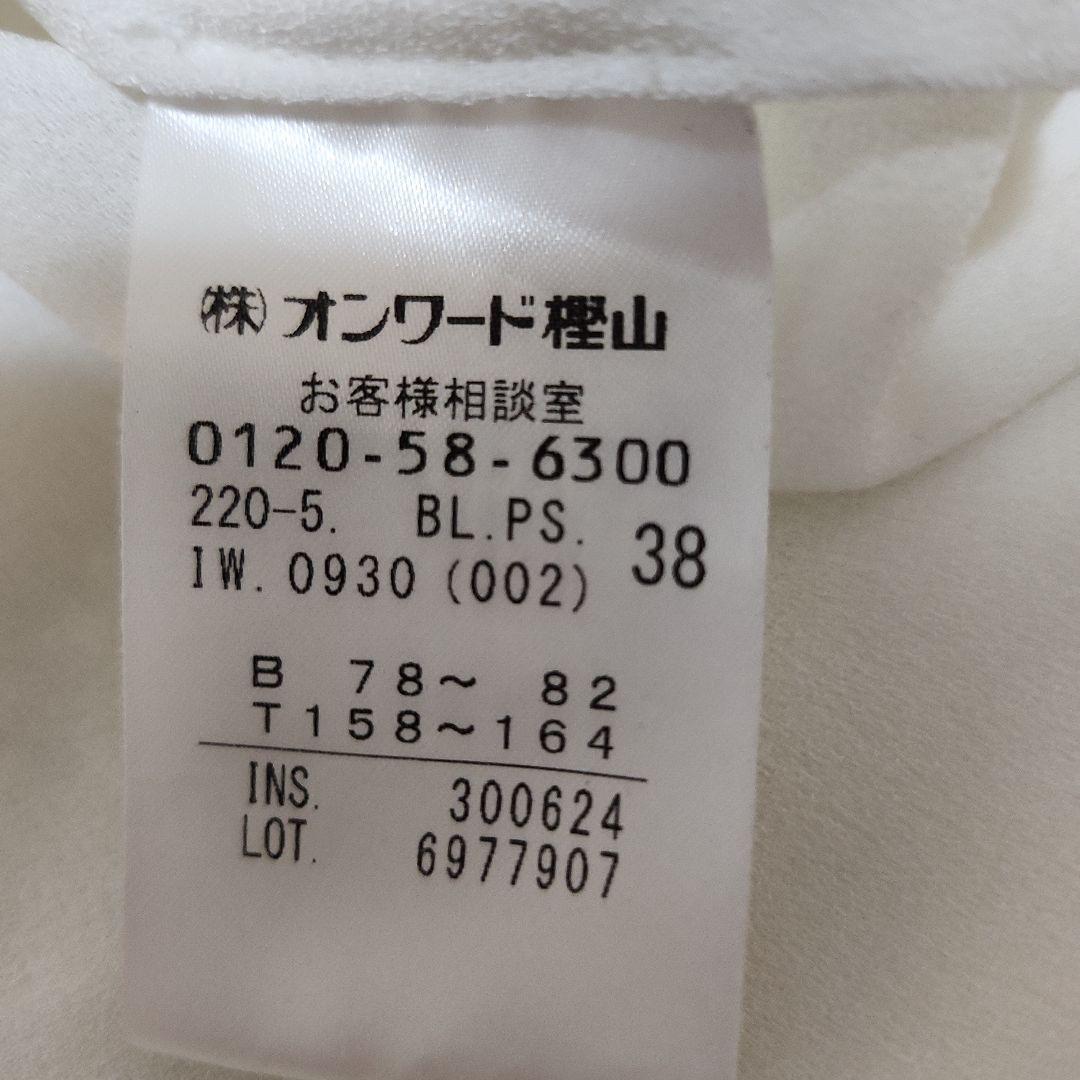 ㈱オンワード樫山
お客様相談室
0120-58-6300
220-5. BL.PS. 38
IW. 0930 (002)
B 78〜 82
T158〜164
INS. 300624
LOT. 6977907